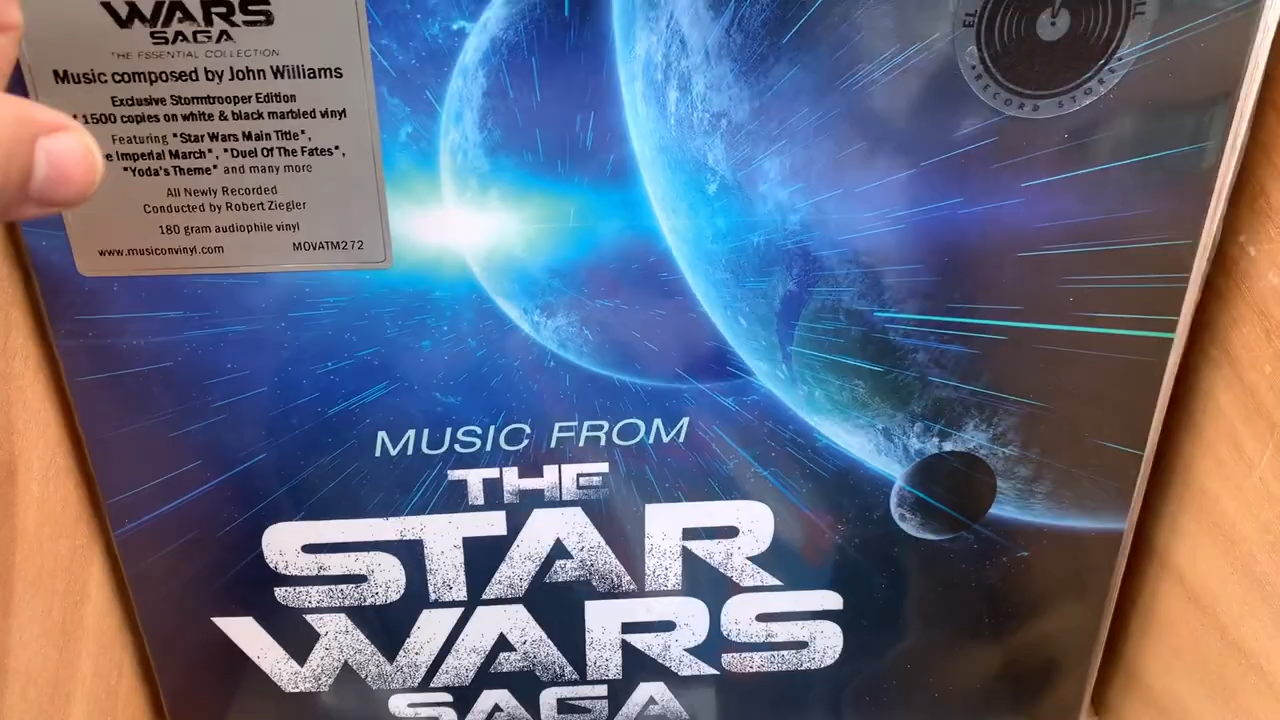 WARS
SAGA
THE ESSENTIAL COLLECTION
Music composed by John Williams
Exclusive Stormtrooper Edition
1500 copies on white & black marbled vinyl
Featuring "Star Wars Main Title",
e Imperial March", "Duel Of The Fates",
"Yoda's Theme" and many more
All Newly Recorded
Conducted by Robert Ziegler
180 gram audiophile vinyl
www.musiconvinyl.com MOVATM272
RECORD STORE
MUSIC FROM
THE
STAR
WARS
SAGA